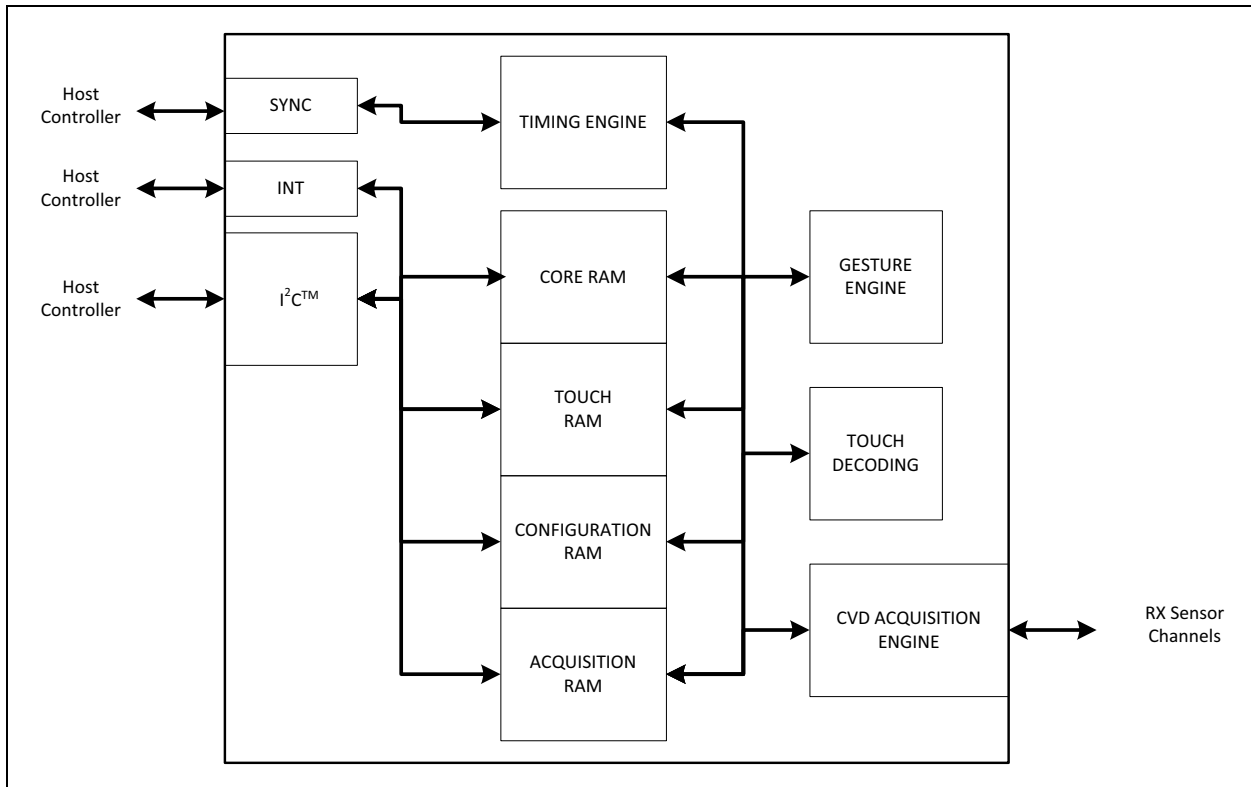 Host
Controller
SYNC
TIMING ENGINE
Host
Controller
INT
Host
Controller
I²C™
CORE RAM
GESTURE
ENGINE
TOUCH
RAM
TOUCH
DECODING
CONFIGURATION
RAM
CVD ACQUISITION
ENGINE
RX Sensor
Channels
ACQUISITION
RAM